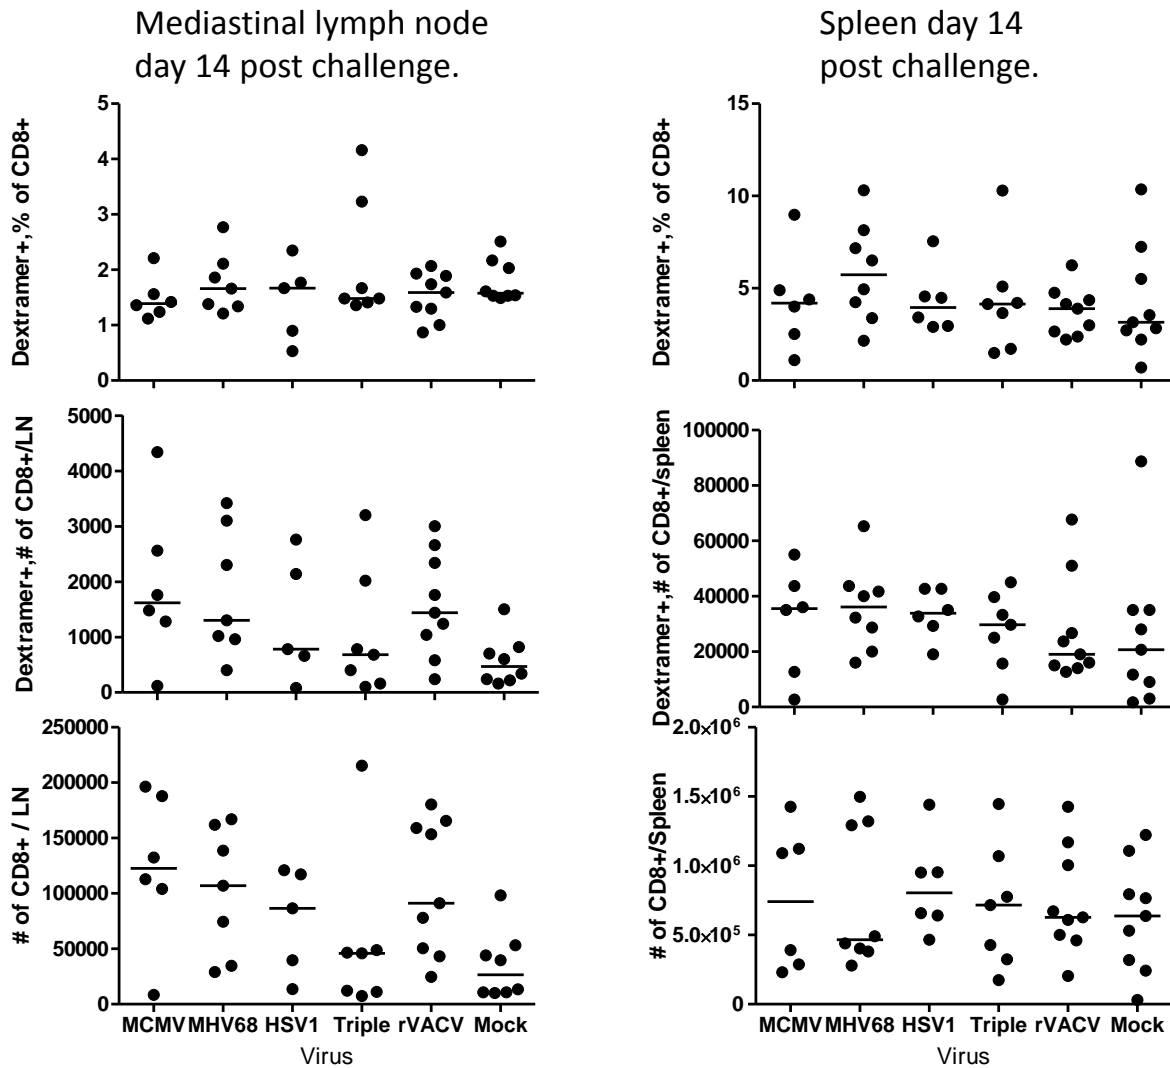 Mediastinal lymph node
day 14 post challenge.
Dextramer+,% of CD8+
5
4
3
2
1
0
Dextramer+,# of CD8+/LN
5000
4000
3000
2000
1000
0
# of CD8+ / LN
250000
200000
150000
100000
50000
0
MCMV MHV68 HSV1 Triple rVACV Mock
Virus
Spleen day 14
post challenge.
Dextramer+,% of CD8+
15
10
5
0
Dextramer+,# of CD8+/spleen
100000
80000
60000
40000
20000
0
# of CD8+/Spleen
2.0×10⁶
1.5×10⁶
1.0×10⁶
5.0×10⁵
0
MCMV MHV68 HSV1 Triple rVACV Mock
Virus